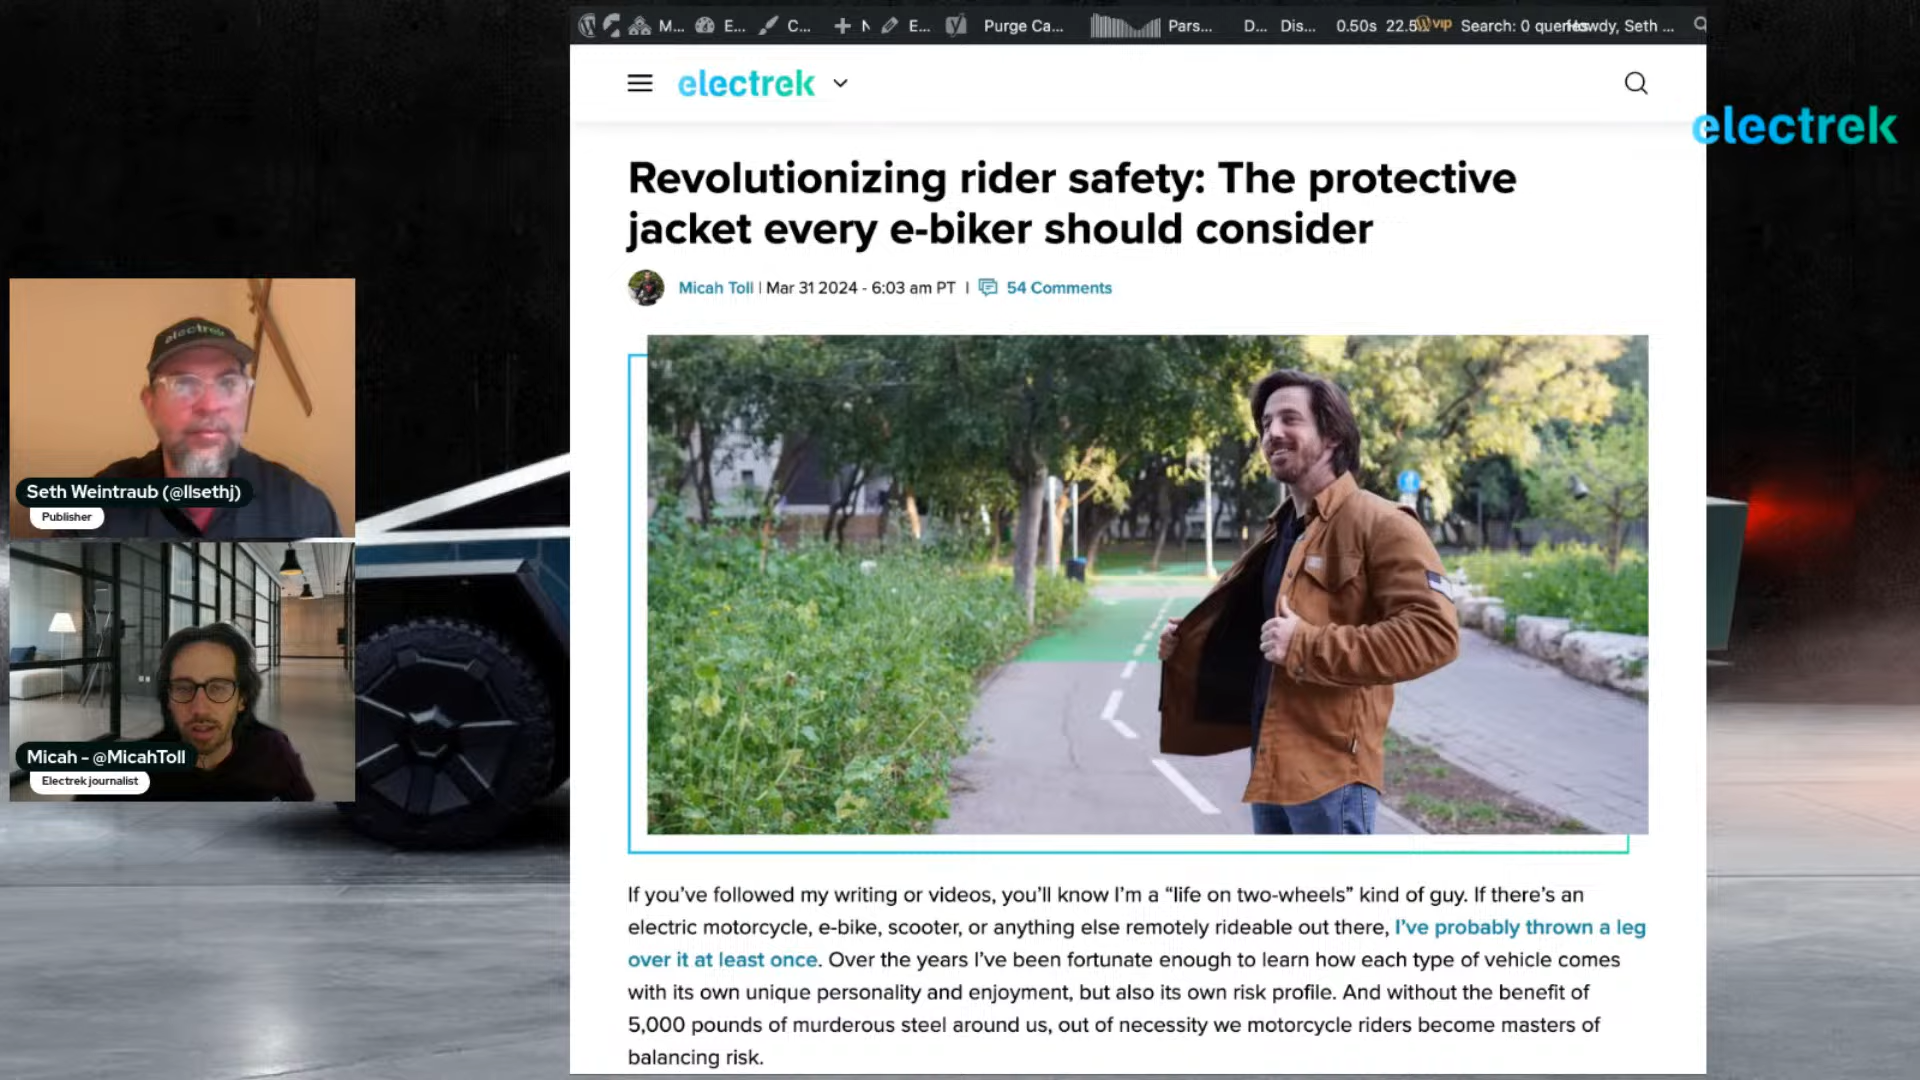 M... E... C... N E... Purge Ca... Pars... D... Dis... 0.50s 22.5 vip Search: 0 queries Howdy, Seth ...
electrek
electrek
Revolutionizing rider safety: The protective
jacket every e-biker should consider
Micah Toll | Mar 31 2024 - 6:03 am PT | 54 Comments
electrek
Seth Weintraub (@llsethj)
Publisher
Micah - @MicahToll
Electrek journalist
If you’ve followed my writing or videos, you’ll know I’m a “life on two-wheels” kind of guy. If there’s an
electric motorcycle, e-bike, scooter, or anything else remotely rideable out there, I’ve probably thrown a leg
over it at least once. Over the years I’ve been fortunate enough to learn how each type of vehicle comes
with its own unique personality and enjoyment, but also its own risk profile. And without the benefit of
5,000 pounds of murderous steel around us, out of necessity we motorcycle riders become masters of
balancing risk.